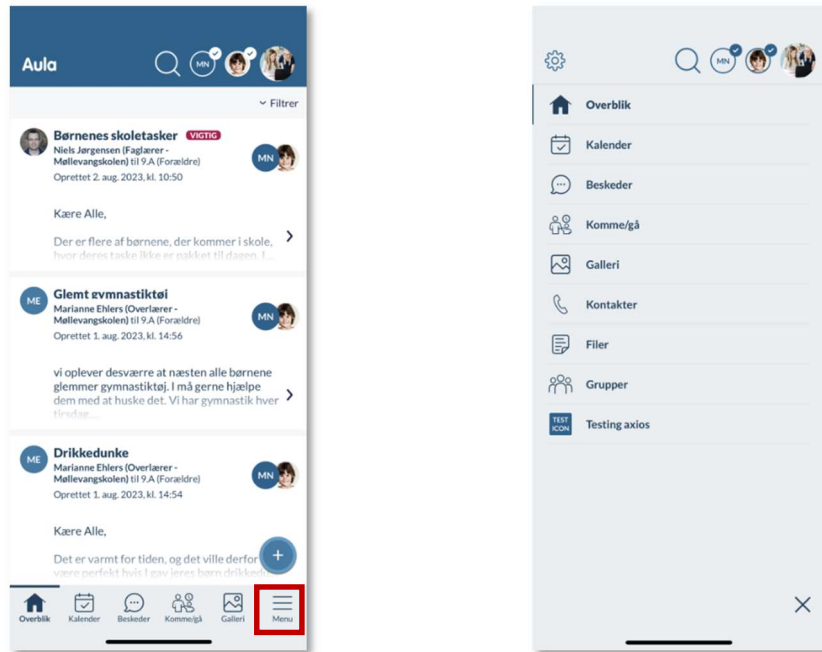 Aula
MN
Filtrer
Børnenes skoletasker VIGTIG
Niels Jørgensen (Faglærer -
Møllevangskolen) til 9.A (Forældre)
Oprettet 2. aug. 2023, kl. 10:50
MN
Kære Alle,
Der er flere af børnene, der kommer i skole,
hvor deres taske ikke er pakket til dagen. I...
ME
Glemt gymnastiktøj
Marianne Ehlers (Overlærer -
Møllevangskolen) til 9.A (Forældre)
Oprettet 1. aug. 2023, kl. 14:56
MN
vi oplever desværre at næsten alle børnene
glemmer gymnastiktøj. I må gerne hjælpe
dem med at huske det. Vi har gymnastik hver
tirsdag....
ME
Drikkedunke
Marianne Ehlers (Overlærer -
Møllevangskolen) til 9.A (Forældre)
Oprettet 1. aug. 2023, kl. 14:54
MN
Kære Alle,
Det er varmt for tiden, og det ville derfor
være perfekt hvis I gav jeres børn drikkedu
Overblik Kalender Beskeder Komme/gå Galleri Menu
MN
Overblik
Kalender
Beskeder
Komme/gå
Galleri
Kontakter
Filer
Grupper
TEST
ICON
Testing axios